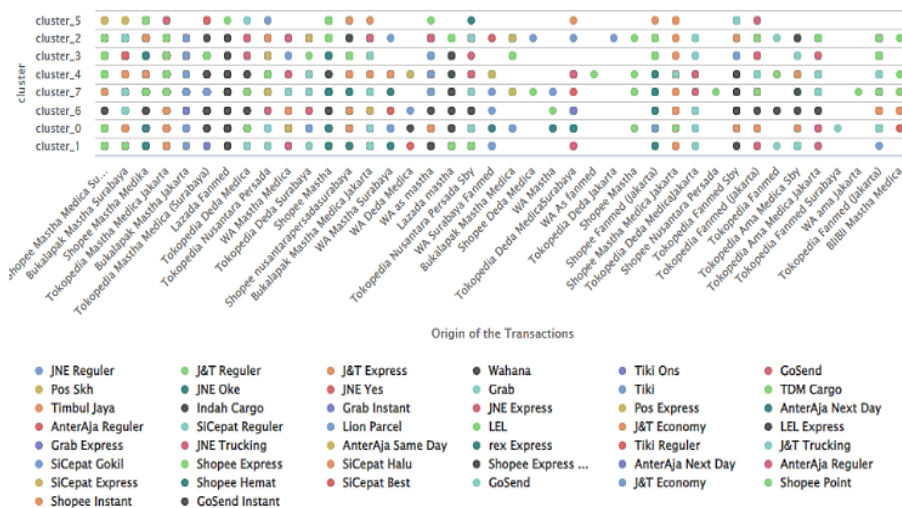 cluster
cluster_5
cluster_2
cluster_3
cluster_4
cluster_7
cluster_6
cluster_0
cluster_1
Shopee Mastha Medica Su...
Bukalapak Mastha Surabaya
Shopee Mastha Medika
Tokopedia Mastha Medica Jakarta
Bukalapak Mastha Jakarta
Tokopedia Mastha Medica (Surabaya)
Lazada Fanmed
Tokopedia Deda Medica
Tokopedia Nusantara Persada
WA Mastha Medica
Tokopedia Deda Surabaya
Shopee Mastha
Shopee nusantarapersadasurabaya
Bukalapak Mastha Medica Jakarta
WA Mastha Surabaya
WA Deda Medica
WA as mastha
Lazada mastha
Tokopedia Nusantara Persada Sby
WA Surabaya Fanmed
Bukalapak Mastha Medica
Shopee Deda Medica
WA Mastha
Tokopedia Deda MedicaSurabaya
WA As Fanmed
Tokopedia Deda Jakarta
Shopee Mastha
Shopee Fanmed (Jakarta)
Shopee Mastha Medica Jakarta
Tokopedia Deda MedicaJakarta
Shopee Nusantara Persada
Tokopedia Fanmed Sby
Tokopedia Fanmed (Jakarta)
Tokopedia Fanmed
Tokopedia Ama Medica Sby
Tokopedia Ama Medica Jakarta
Tokopedia Fanmed Surabaya
WA ama Jakarta
Tokopedia Fanmed (Jakarta)
BliBli Mastha Medica
Origin of the Transactions
JNE Reguler J&T Reguler J&T Express Wahana Tiki Ons GoSend
Pos Skh JNE Oke JNE Yes Grab Tiki TDM Cargo
Timbul Jaya Indah Cargo Grab Instant JNE Express Pos Express AnterAja Next Day
AnterAja Reguler SiCepat Reguler Lion Parcel LEL J&T Economy LEL Express
Grab Express JNE Trucking AnterAja Same Day rex Express Tiki Reguler J&T Trucking
SiCepat Gokil Shopee Express SiCepat Halu Shopee Express ... AnterAja Next Day AnterAja Reguler
SiCepat Express Shopee Hemat SiCepat Best GoSend J&T Economy Shopee Point
Shopee Instant GoSend Instant